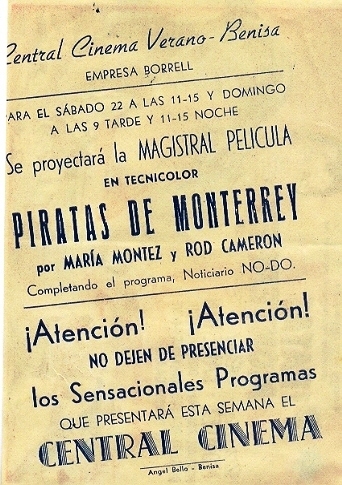 Central Cinema Verano - Benisa
EMPRESA BORRELL
PARA EL SÁBADO 22 A LAS 11-15 Y DOMINGO
A LAS 9 TARDE Y 11-15 NOCHE
Se proyectará la MAGISTRAL PELICULA
EN TECNICOLOR
PIRATAS DE MONTERREY
por MARÍA MONTEZ y ROD CAMERON
Completando el programa, Noticiario NO-DO.
¡Atención! ¡Atención!
NO DEJEN DE PRESENCIAR
los Sensacionales Programas
QUE PRESENTARÁ ESTA SEMANA EL
CENTRAL CINEMA
Angel Bello - Benisa